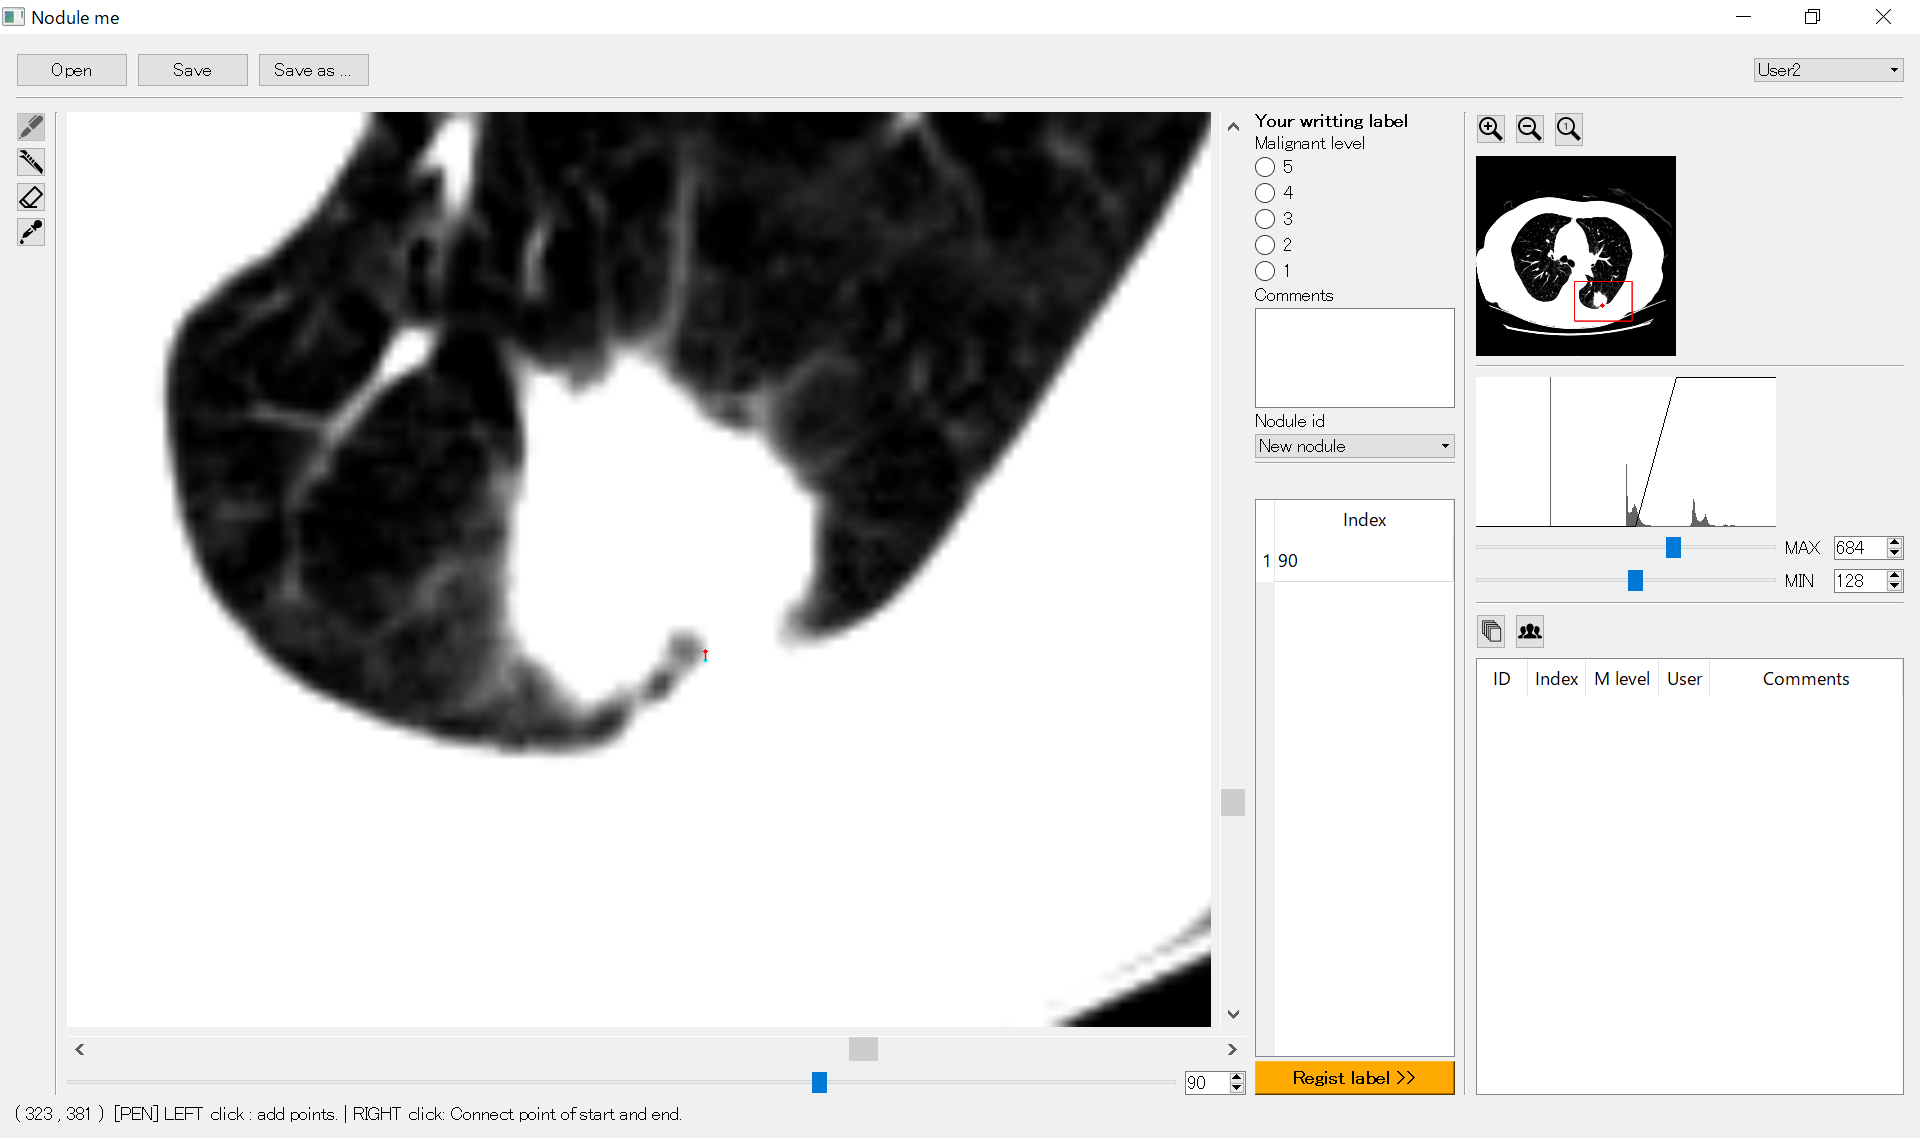 Nodule me
Open
Save
Save as ...
User2
Your writting label
Malignant level
5
4
3
2
1
Comments
Nodule id
New nodule
Index
1 90
Regist label >>
1
MAX 684
MIN 128
ID Index M level User Comments
90
( 323 , 381 ) [PEN] LEFT click : add points. | RIGHT click: Connect point of start and end.